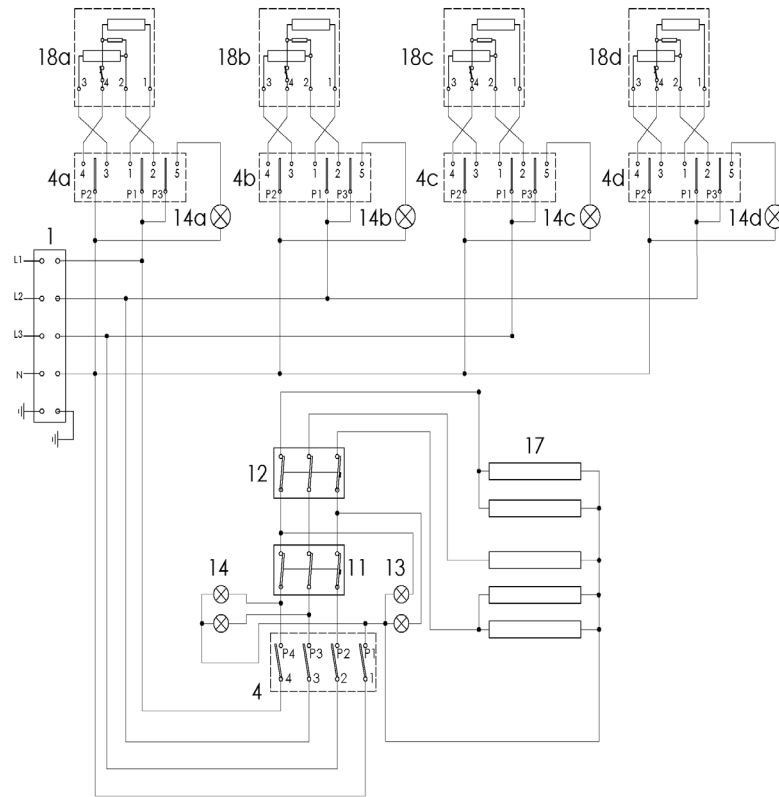 18a 18b 18c 18d
3 4 2 1 3 4 2 1 3 4 2 1 3 4 2 1
4 3 1 2 5 4 3 1 2 5 4 3 1 2 5 4 3 1 2 5
4a 4b 4c 4d
P2 P1 P3 P2 P1 P3 P2 P1 P3 P2 P1 P3
14a 14b 14c 14d
1
L1
L2
L3
N
17
12
11
14 13
P4 P3 P2 P1
4 4 3 2 1